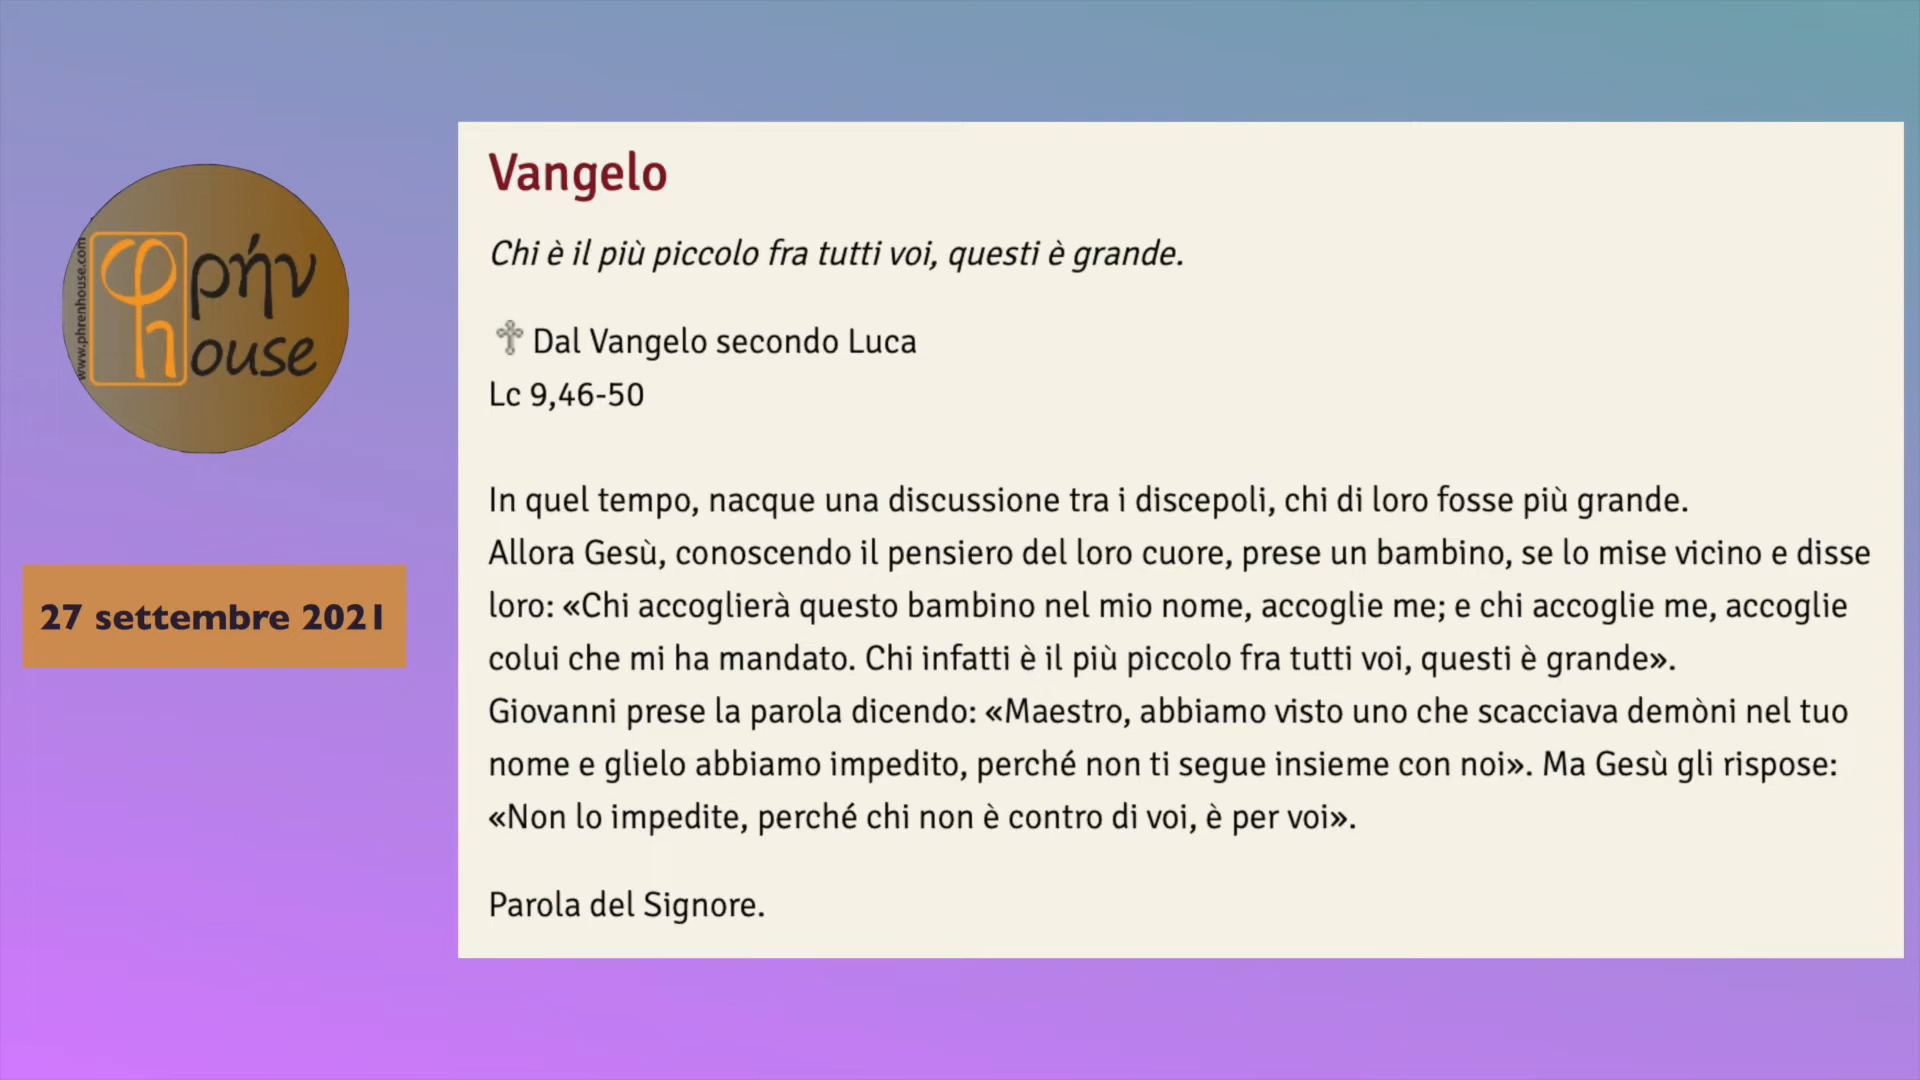 www.phrenhouse.com
φρήν
house
27 settembre 2021
Vangelo
Chi è il più piccolo fra tutti voi, questi è grande.
Dal Vangelo secondo Luca
Lc 9,46-50
In quel tempo, nacque una discussione tra i discepoli, chi di loro fosse più grande.
Allora Gesù, conoscendo il pensiero del loro cuore, prese un bambino, se lo mise vicino e disse
loro: «Chi accoglierà questo bambino nel mio nome, accoglie me; e chi accoglie me, accoglie
colui che mi ha mandato. Chi infatti è il più piccolo fra tutti voi, questi è grande».
Giovanni prese la parola dicendo: «Maestro, abbiamo visto uno che scacciava demòni nel tuo
nome e glielo abbiamo impedito, perché non ti segue insieme con noi». Ma Gesù gli rispose:
«Non lo impedite, perché chi non è contro di voi, è per voi».
Parola del Signore.